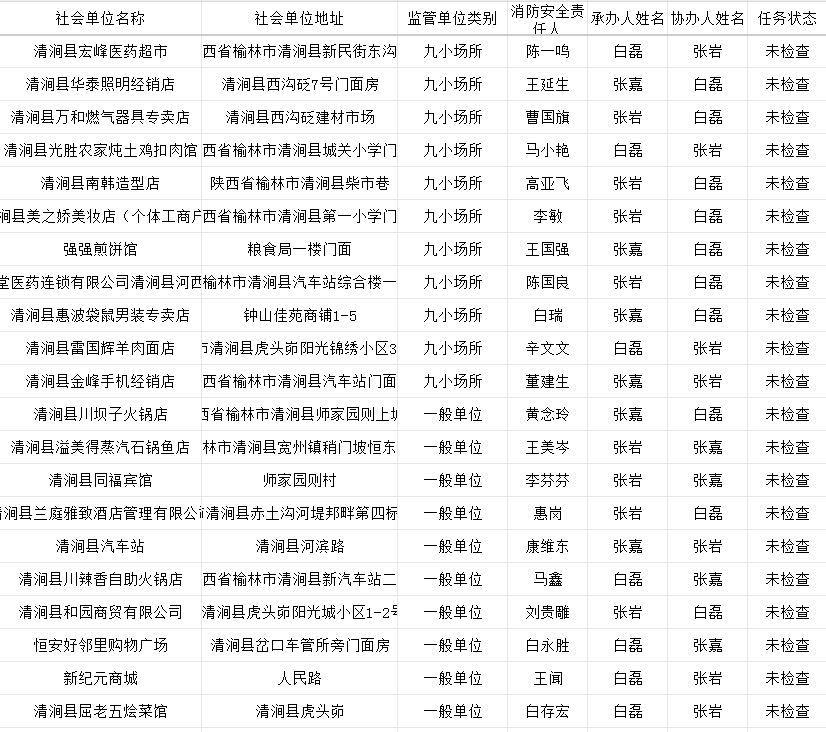 社会单位名称 社会单位地址 监管单位类别 消防安全责任人 承办人姓名 协办人姓名 任务状态
清涧县宏峰医药超市 西省榆林市清涧县新民街东沟 九小场所 陈一鸣 白磊 张岩 未检查
清涧县华泰照明经销店 清涧县西沟砭7号门面房 九小场所 王延生 张嘉 白磊 未检查
清涧县万和燃气器具专卖店 清涧县西沟砭建材市场 九小场所 曹国旗 张岩 白磊 未检查
清涧县光胜农家炖土鸡扣肉馆 西省榆林市清涧县城关小学门 九小场所 马小艳 白磊 张岩 未检查
清涧县南韩造型店 陕西省榆林市清涧县柴市巷 九小场所 高亚飞 张岩 白磊 未检查
涧县美之娇美妆店（个体工商户 西省榆林市清涧县第一小学门 九小场所 李敏 张岩 白磊 未检查
强强煎饼馆 粮食局一楼门面 九小场所 王国强 张嘉 白磊 未检查
堂医药连锁有限公司清涧县河西 榆林市清涧县汽车站综合楼一 九小场所 陈国良 张岩 白磊 未检查
清涧县惠波袋鼠男装专卖店 钟山佳苑商铺1-5 九小场所 白瑞 张嘉 白磊 未检查
清涧县雷国辉羊肉面店 市清涧县虎头峁阳光锦绣小区3 九小场所 辛文文 白磊 张岩 未检查
清涧县金峰手机经销店 西省榆林市清涧县汽车站门面 九小场所 董建生 张嘉 张岩 未检查
清涧县川坝子火锅店 西省榆林市清涧县师家园则上城 一般单位 黄念玲 张嘉 白磊 未检查
清涧县溢美得蒸汽石锅鱼店 林市清涧县宽州镇稍门坡恒东 一般单位 王美岑 张岩 张嘉 未检查
清涧县同福宾馆 师家园则村 一般单位 李芬芬 张岩 张嘉 未检查
清涧县兰庭雅致酒店管理有限公 清涧县赤土沟河堤邦畔第四标 一般单位 惠岗 张岩 白磊 未检查
清涧县汽车站 清涧县河滨路 一般单位 康维东 张嘉 张岩 未检查
清涧县川辣香自助火锅店 西省榆林市清涧县新汽车站二 一般单位 马鑫 白磊 张嘉 未检查
清涧县和园商贸有限公司 清涧县虎头峁阳光城小区1-2号 一般单位 刘贵雕 张岩 白磊 未检查
恒安好邻里购物广场 清涧县岔口车管所旁门面房 一般单位 白永胜 白磊 张嘉 未检查
新纪元商城 人民路 一般单位 王闻 白磊 张岩 未检查
清涧县屈老五烩菜馆 清涧县虎头峁 一般单位 白存宏 白磊 张岩 未检查